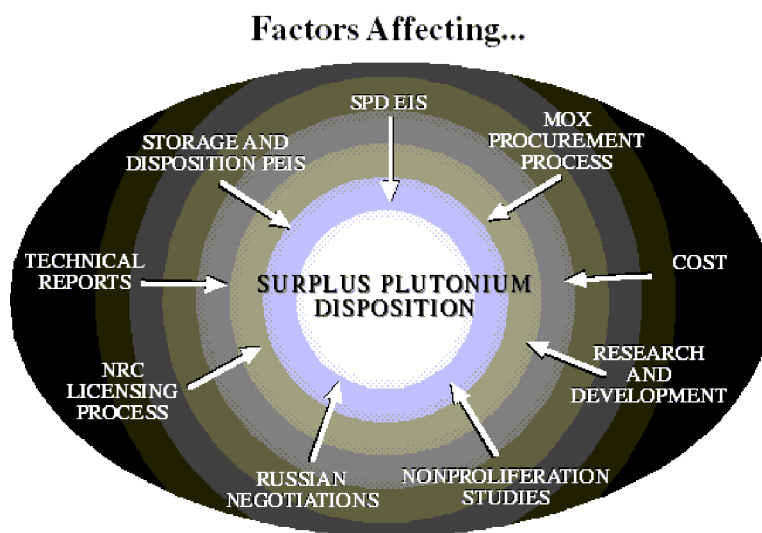 Factors Affecting...
SPD EIS
MOX
PROCUREMENT
PROCESS
STORAGE AND
DISPOSITION PEIS
TECHNICAL
REPORTS
COST
SURPLUS PLUTONIUM
DISPOSITION
NRC
LICENSING
PROCESS
RESEARCH
AND
DEVELOPMENT
RUSSIAN
NEGOTIATIONS
NONPROLIFERATION
STUDIES